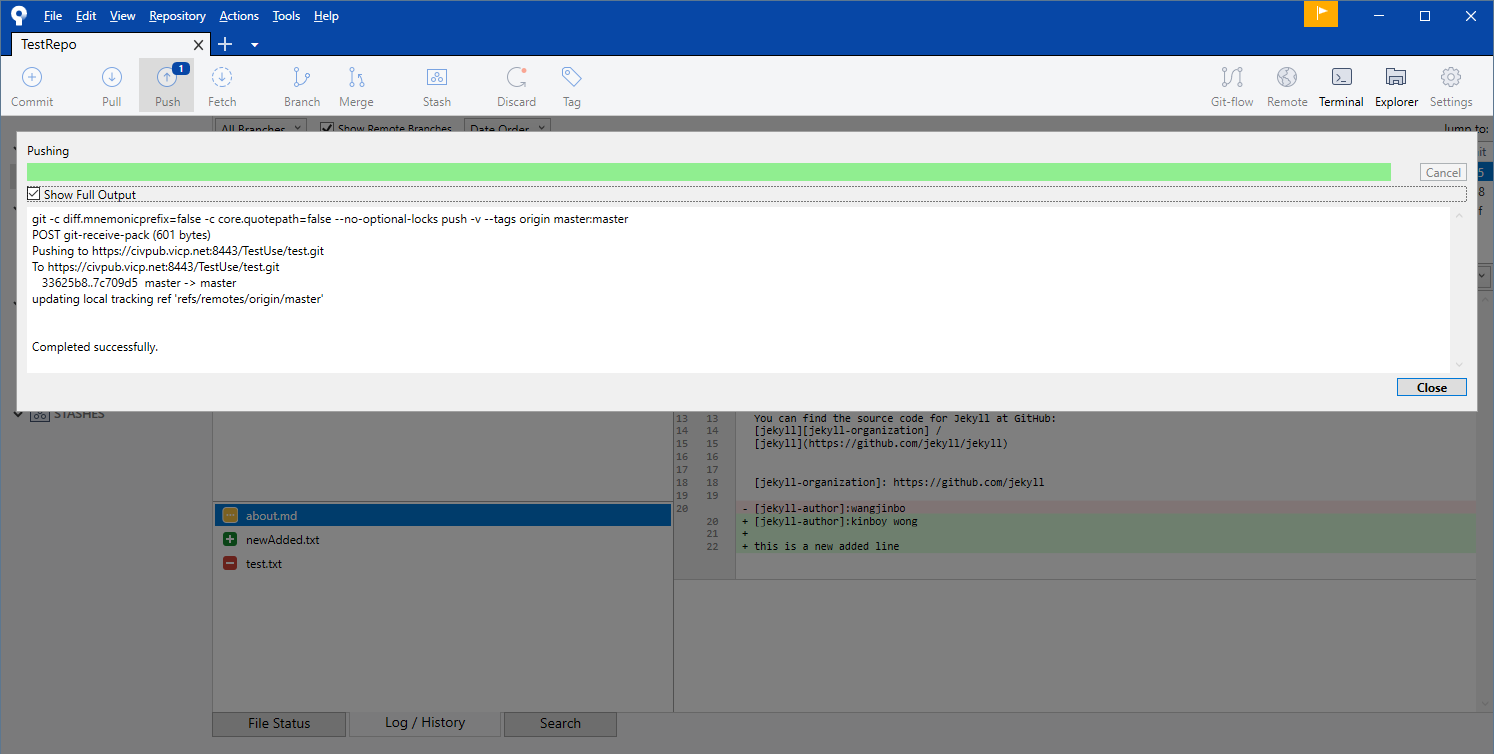 File Edit View Repository Actions Tools Help
TestRepo
Commit Pull Push 1 Fetch Branch Merge Stash Discard Tag Git-flow Remote Terminal Explorer Settings
All Branches Show Remote Branches Date Order Jump to:
Pushing
Cancel
Show Full Output
git -c diff.mnemonicprefix=false -c core.quotepath=false --no-optional-locks push -v --tags origin master:master
POST git-receive-pack (601 bytes)
Pushing to https://civpub.vicp.net:8443/TestUse/test.git
To https://civpub.vicp.net:8443/TestUse/test.git
33625b8..7c709d5 master -> master
updating local tracking ref 'refs/remotes/origin/master'
Completed successfully.
Close
STASHES
13 13 You can find the source code for Jekyll at GitHub:
14 14 [jekyll][jekyll-organization] /
15 15 [jekyll](https://github.com/jekyll/jekyll)
16 16
17 17
18 18 [jekyll-organization]: https://github.com/jekyll
19 19
20 - [jekyll-author]:wangjinbo
20 + [jekyll-author]:kinboy wong
21 +
22 + this is a new added line
about.md
newAdded.txt
test.txt
File Status Log / History Search